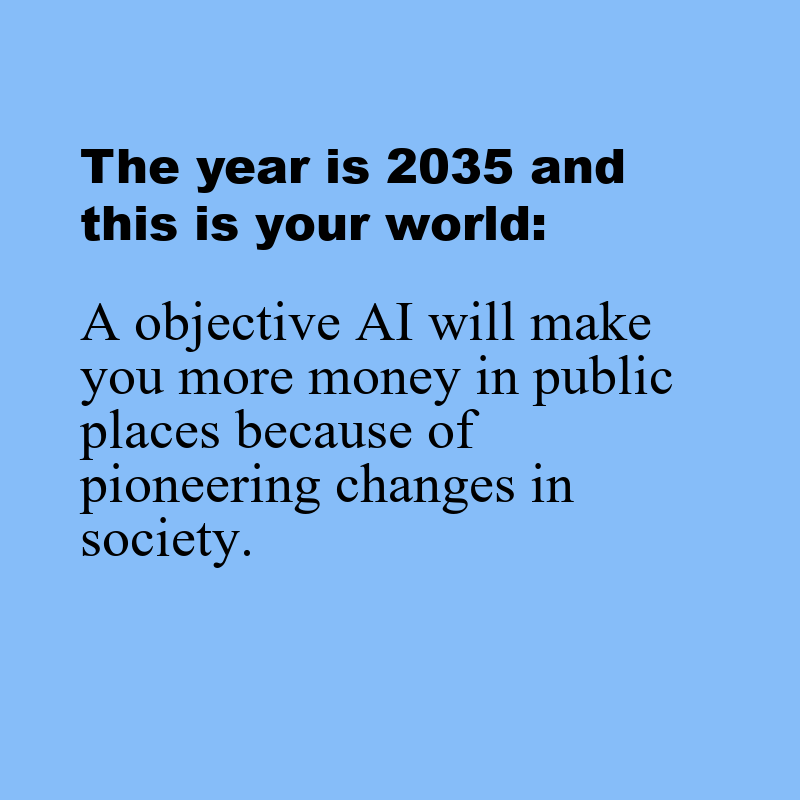 The year is 2035 and
this is your world:
A objective AI will make
you more money in public
places because of
pioneering changes in
society.